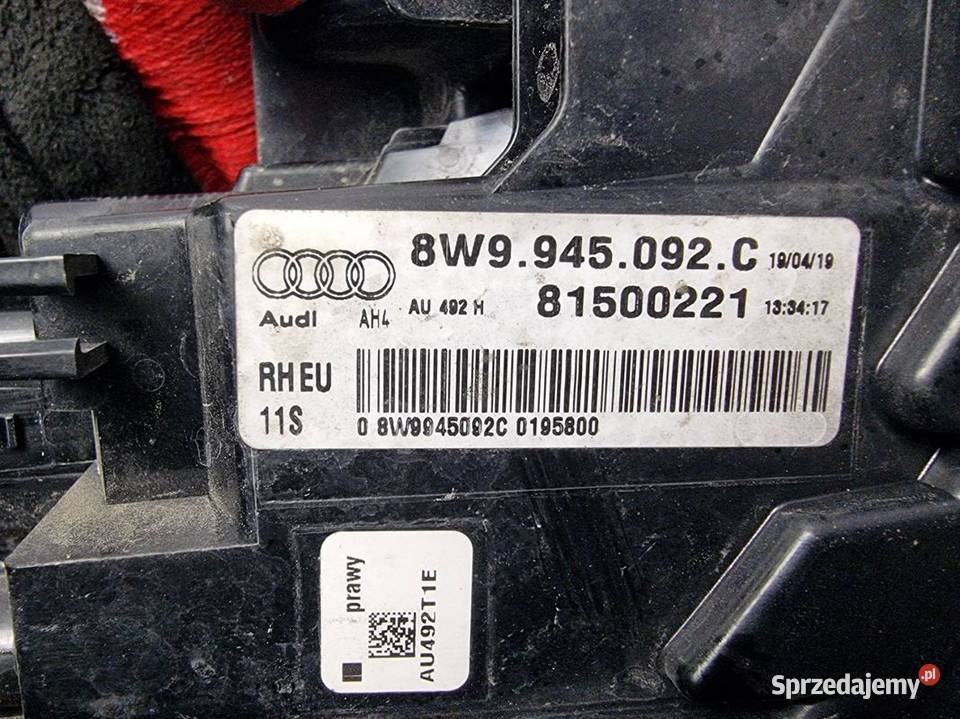 8W9.945.092.C 19/04/19
Audi AH4 AU 492 H 81500221 13:34:17
RH EU
11S 0 8W9945092C 0195800
prawy
AU492T1E
Sprzedajemy.pl